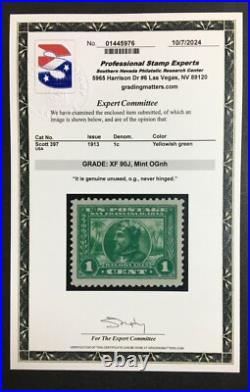 No. 01445976 10/7/2024
Professional Stamp Experts
Southern Nevada Philatelic Research Center
5965 Harrison Dr #6 Las Vegas, NV 89120
gradingmatters.com
Expert Committee
We have examined the enclosed item submitted, of which an
image is shown below, and are of the opinion that:
Cat No. Issue Denom. Color
Scott 397 1913 1c Yellowish green
USA
GRADE: XF 90J, Mint OGnh
"it is genuine unused, o.g., never hinged."
U.S. POSTAGE
SAN FRANCISCO 1915
1 CENT 1
For The Expert Committee